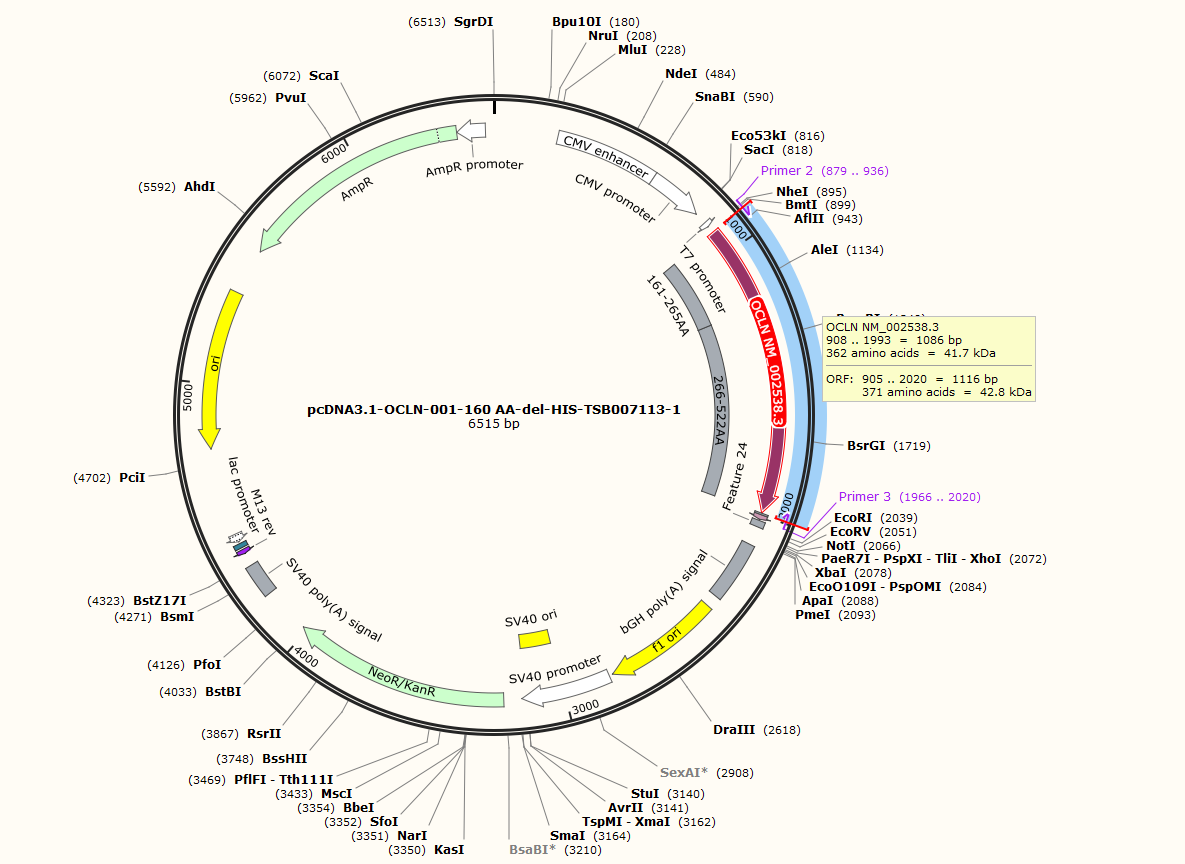 (6513) SgrDI
Bpu10I (180)
NruI (208)
MluI (228)
NdeI (484)
SnaBI (590)
Eco53kI (816)
SacI (818)
Primer 2 (879 .. 936)
NheI (895)
BmtI (899)
AflII (943)
AleI (1134)
OCLN NM_002538.3
908 .. 1993 = 1086 bp
362 amino acids = 41.7 kDa
ORF: 905 .. 2020 = 1116 bp
371 amino acids = 42.8 kDa
BsrGI (1719)
Primer 3 (1966 .. 2020)
EcoRI (2039)
EcoRV (2051)
NotI (2066)
PaeR7I - PspXI - TliI - XhoI (2072)
XbaI (2078)
EcoO109I - PspOMI (2084)
ApaI (2088)
PmeI (2093)
DraIII (2618)
SexAI* (2908)
StuI (3140)
AvrII (3141)
TspMI - XmaI (3162)
SmaI (3164)
BsaBI* (3210)
(3350) KasI
(3351) NarI
(3352) SfoI
(3354) BbeI
(3433) MscI
(3469) PflFI - Tth111I
(3748) BssHII
(3867) RsrII
(4033) BstBI
(4126) PfoI
(4271) BsmI
(4323) BstZ17I
(4702) PciI
(5592) AhdI
(5962) PvuI
(6072) ScaI
AmpR promoter
CMV enhancer
CMV promoter
T7 promoter
161-265AA
OCLN NM_002538.3
266-522AA
Feature 24
bGH poly(A) signal
f1 ori
SV40 ori
SV40 promoter
NeoR/KanR
SV40 poly(A) signal
M13 rev
lac promoter
ori
AmpR
3000
4000
5000
6000
pcDNA3.1-OCLN-001-160 AA-del-HIS-TSB007113-1
6515 bp